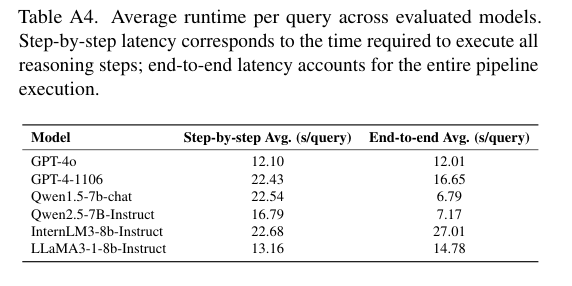 Table A4. Average runtime per query across evaluated models.
Step-by-step latency corresponds to the time required to execute all
reasoning steps; end-to-end latency accounts for the entire pipeline
execution.
Model Step-by-step Avg. (s/query) End-to-end Avg. (s/query)
GPT-4o 12.10 12.01
GPT-4-1106 22.43 16.65
Qwen1.5-7b-chat 22.54 6.79
Qwen2.5-7B-Instruct 16.79 7.17
InternLM3-8b-Instruct 22.68 27.01
LLaMA3-1-8b-Instruct 13.16 14.78